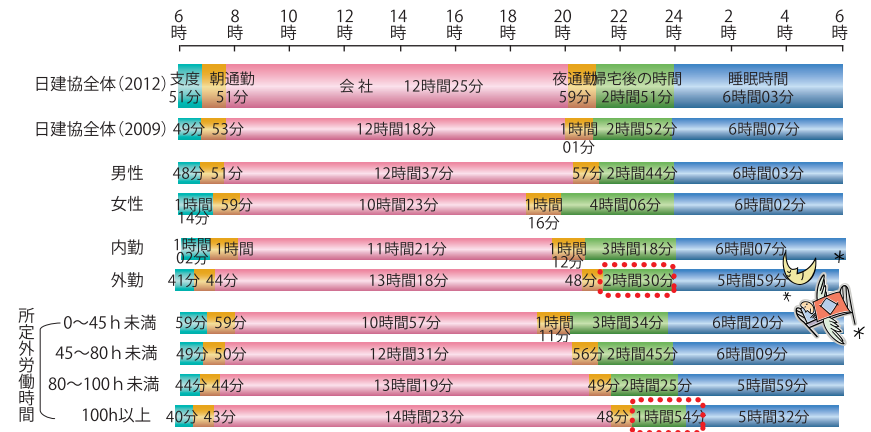 6時 8時 10時 12時 14時 16時 18時 20時 22時 24時 2時 4時 6時
日建協全体（2012） 支度 51分 朝通勤 51分 会社 12時間25分 夜通勤 59分 帰宅後の時間 2時間51分 睡眠時間 6時間03分
日建協全体（2009） 49分 53分 12時間18分 1時間01分 2時間52分 6時間07分
男性 48分 51分 12時間37分 57分 2時間44分 6時間03分
女性 1時間14分 59分 10時間23分 1時間16分 4時間06分 6時間02分
内勤 1時間02分 1時間 11時間21分 1時間12分 3時間18分 6時間07分
外勤 41分 44分 13時間18分 48分 2時間30分 5時間59分
所定外労働時間
0～45ｈ未満 59分 59分 10時間57分 1時間11分 3時間34分 6時間20分
45～80ｈ未満 49分 50分 12時間31分 56分 2時間45分 6時間09分
80～100ｈ未満 44分 44分 13時間19分 49分 2時間25分 5時間59分
100h以上 40分 43分 14時間23分 48分 1時間54分 5時間32分